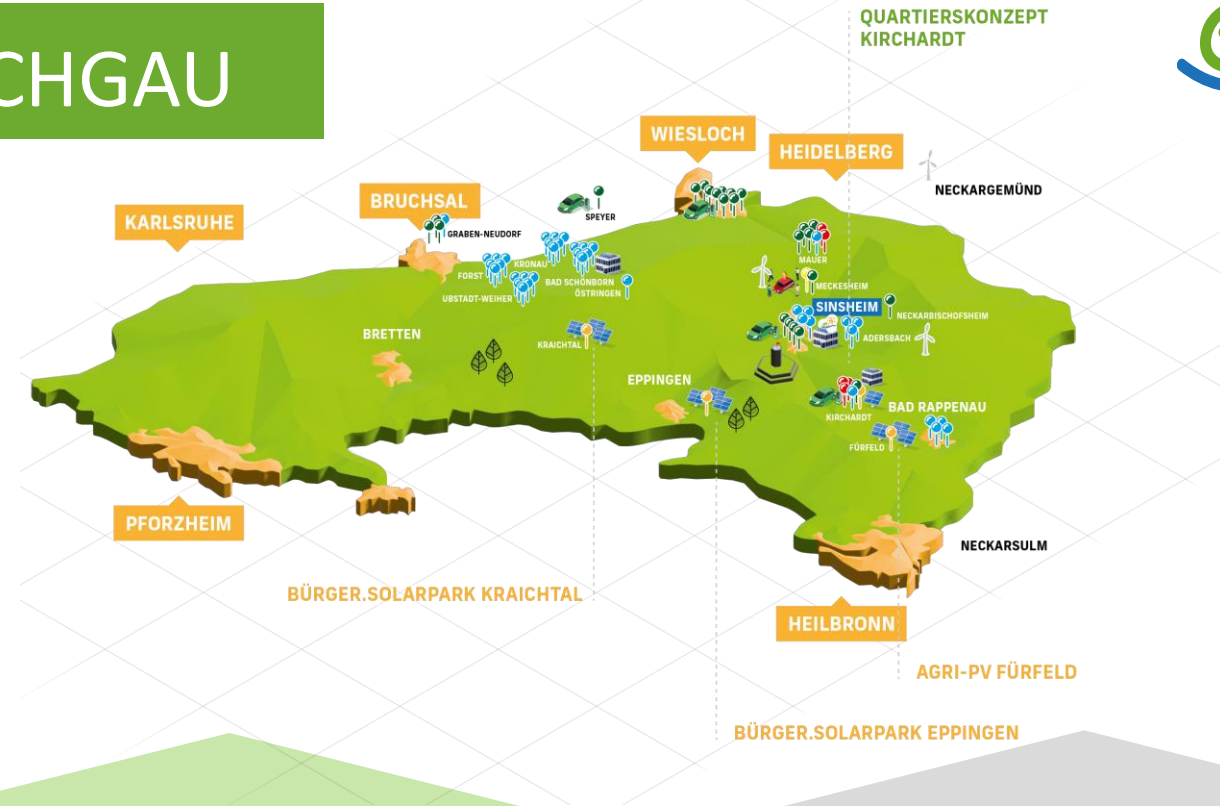 CHGAU
QUARTIERSKONZEPT
KIRCHARDT
WIESLOCH
HEIDELBERG
NECKARGEMÜND
BRUCHSAL
KARLSRUHE
SPEYER
GRABEN-NEUDORF
KRONAU
MAUER
FORST
BAD SCHÖNBORN
MECKESHEIM
ÖSTRINGEN
UBSTADT-WEIHER
SINSHEIM
NECKARBISCHOFSHEIM
BRETTEN
KRAICHTAL
ADERSBACH
EPPINGEN
BAD RAPPENAU
KIRCHARDT
FÜRFELD
PFORZHEIM
NECKARSULM
BÜRGER.SOLARPARK KRAICHTAL
HEILBRONN
AGRI-PV FÜRFELD
BÜRGER.SOLARPARK EPPINGEN